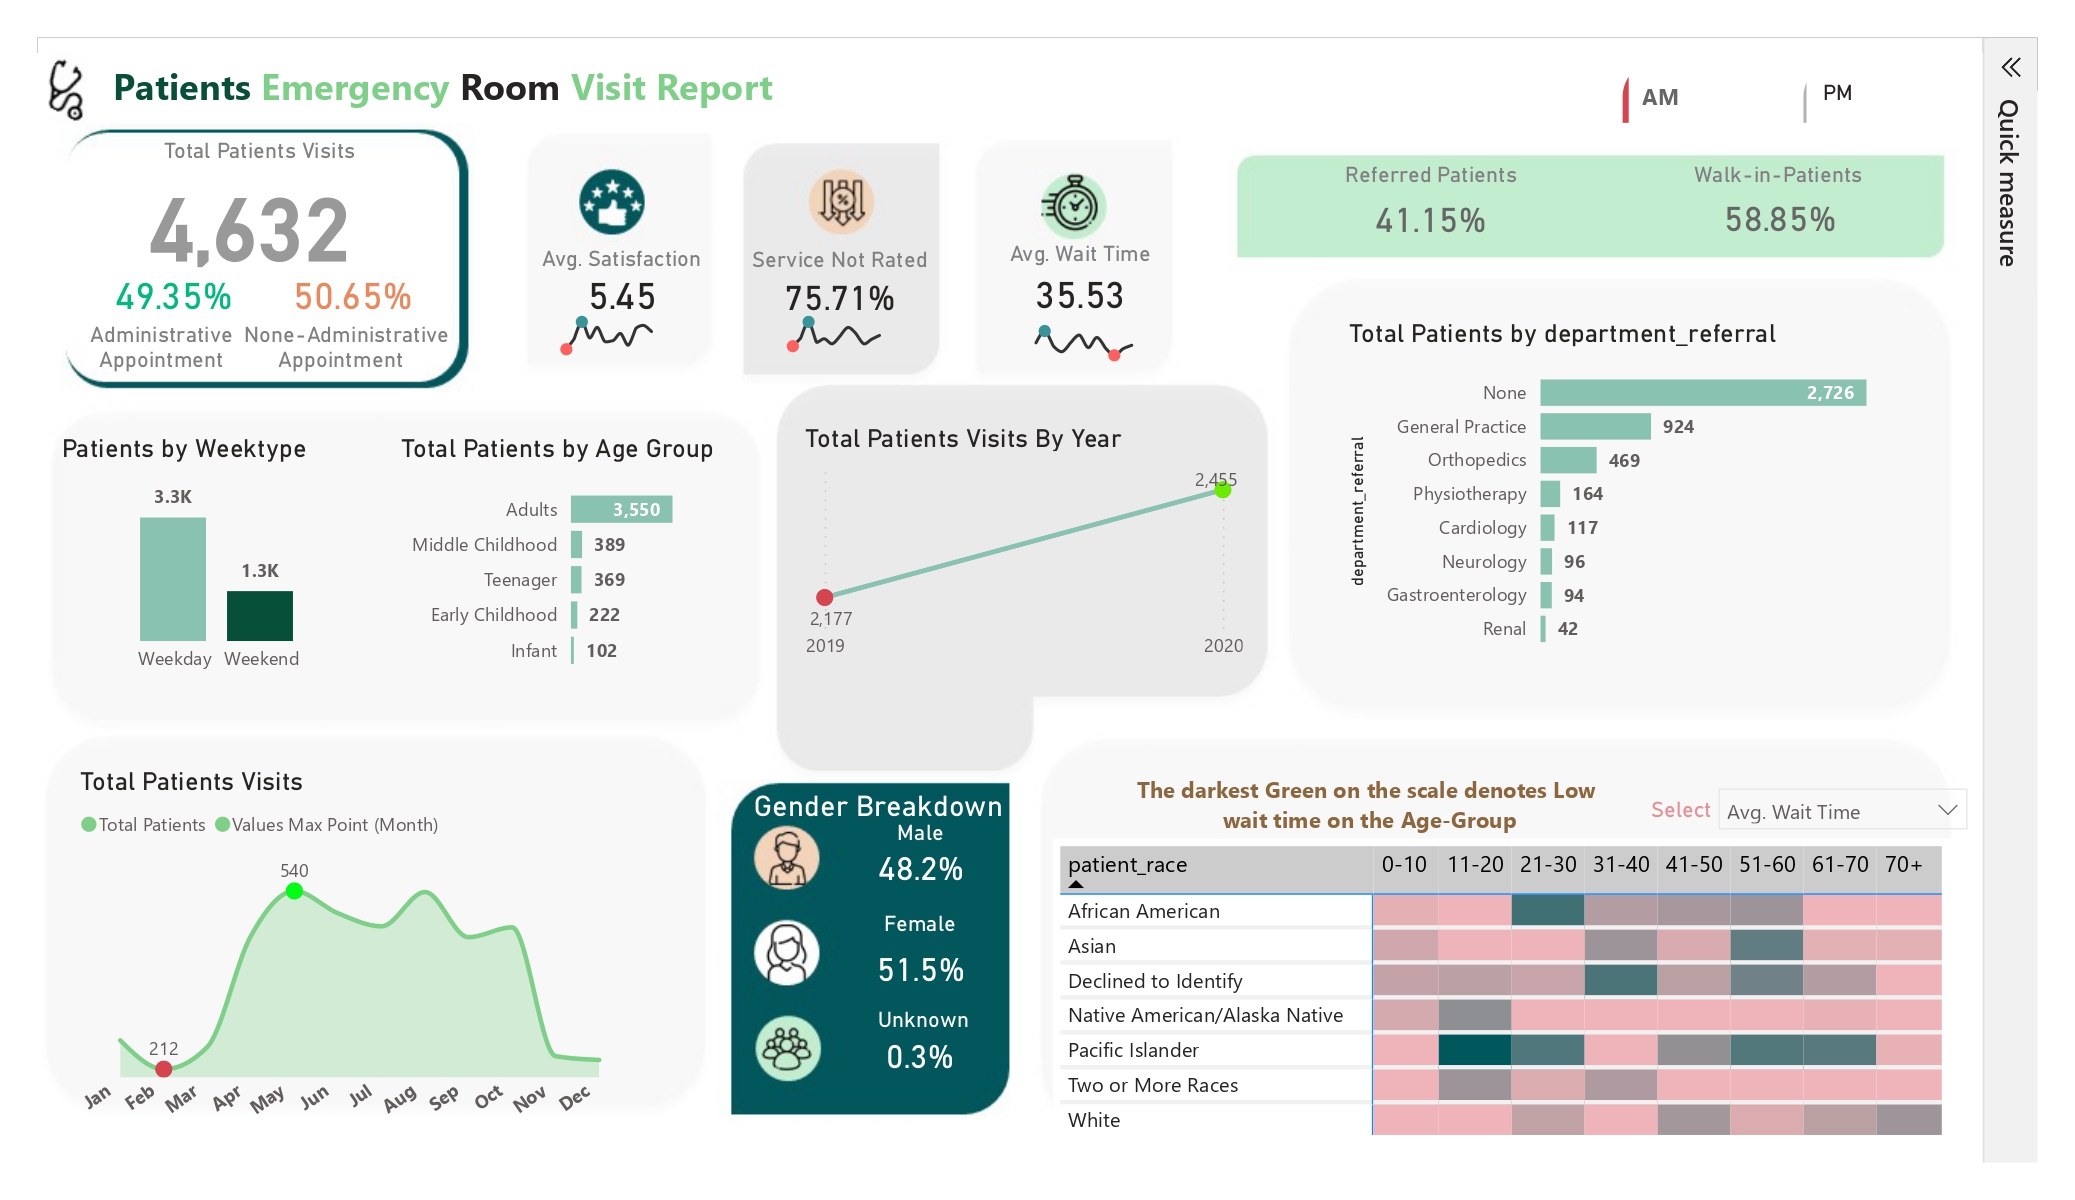 Patients Emergency Room Visit Report
AM
PM
Quick measure
Total Patients Visits
4,632
49.35%
50.65%
Administrative
Appointment
None-Administrative
Appointment
Avg. Satisfaction
5.45
Service Not Rated
75.71%
Avg. Wait Time
35.53
Referred Patients
41.15%
Walk-in-Patients
58.85%
Patients by Weektype
3.3K
1.3K
Weekday
Weekend
Total Patients by Age Group
Adults 3,550
Middle Childhood 389
Teenager 369
Early Childhood 222
Infant 102
Total Patients Visits By Year
2,455
2,177
2019
2020
Total Patients by department_referral
department_referral
None 2,726
General Practice 924
Orthopedics 469
Physiotherapy 164
Cardiology 117
Neurology 96
Gastroenterology 94
Renal 42
Total Patients Visits
Total Patients Values Max Point (Month)
540
212
Jan Feb Mar Apr May Jun Jul Aug Sep Oct Nov Dec
Gender Breakdown
Male
48.2%
Female
51.5%
Unknown
0.3%
The darkest Green on the scale denotes Low
wait time on the Age-Group
Select
Avg. Wait Time
patient_race 0-10 11-20 21-30 31-40 41-50 51-60 61-70 70+
African American
Asian
Declined to Identify
Native American/Alaska Native
Pacific Islander
Two or More Races
White